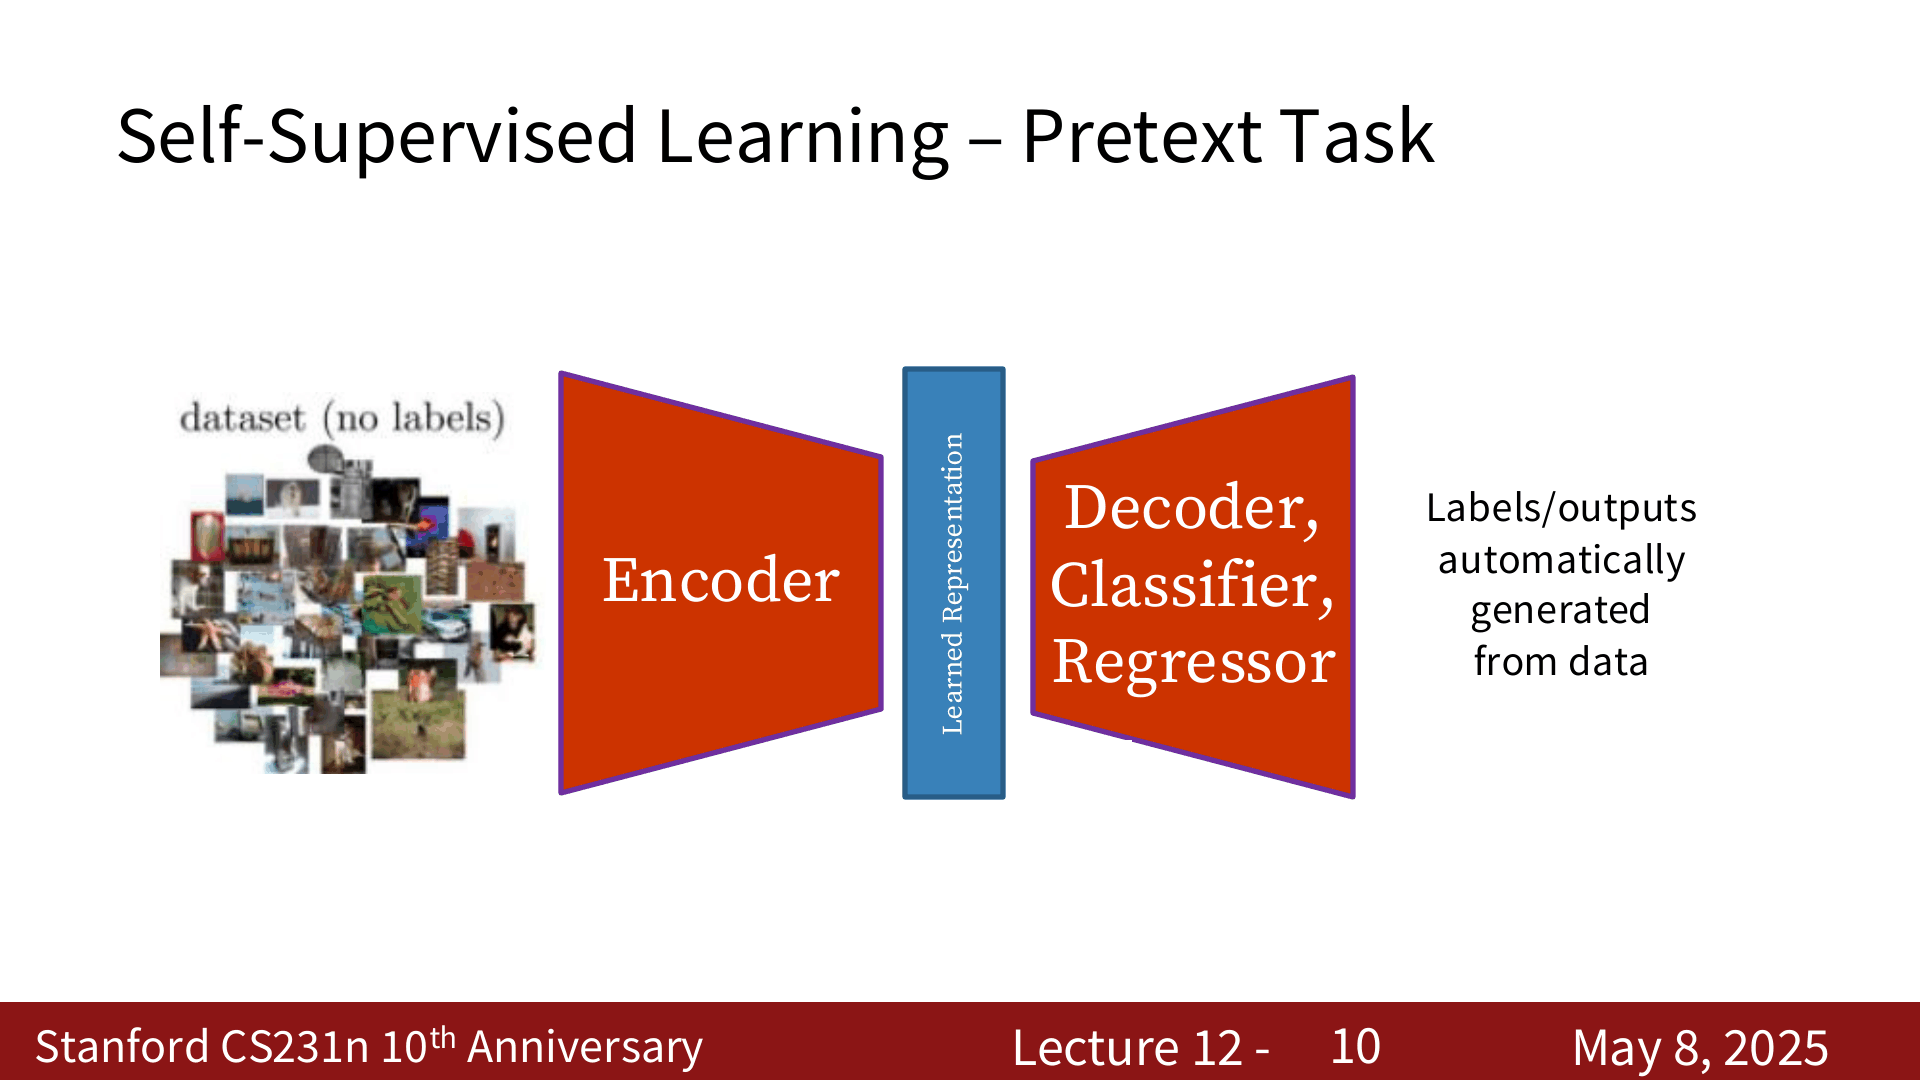 Self-Supervised Learning – Pretext Task
dataset (no labels)
Encoder
Learned Representation
Decoder,
Classifier,
Regressor
Labels/outputs
automatically
generated
from data
Stanford CS231n 10th Anniversary
Lecture 12 - 10
May 8, 2025